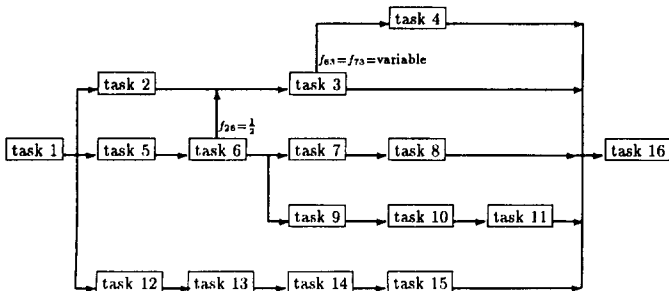 task 4
f₆₃=f₇₃=variable
task 2
task 3
f₂₆=½
task 1
task 5
task 6
task 7
task 8
task 16
task 9
task 10
task 11
task 12
task 13
task 14
task 15